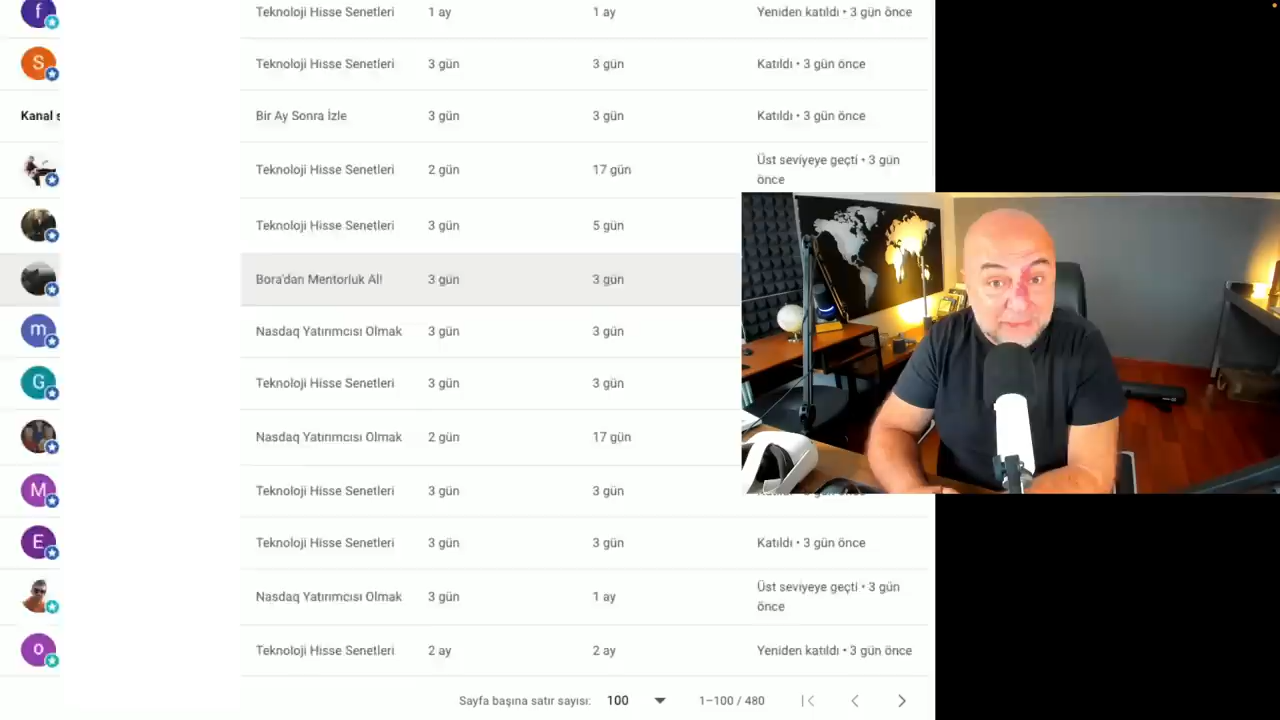 f Teknoloji Hisse Senetleri 1 ay 1 ay Yeniden katıldı • 3 gün önce
S Teknoloji Hisse Senetleri 3 gün 3 gün Katıldı • 3 gün önce
Kanal Bir Ay Sonra İzle 3 gün 3 gün Katıldı • 3 gün önce
Teknoloji Hisse Senetleri 2 gün 17 gün Üst seviyeye geçti • 3 gün
önce
Teknoloji Hisse Senetleri 3 gün 5 gün
Bora'dan Mentorluk Al! 3 gün 3 gün
m Nasdaq Yatırımcısı Olmak 3 gün 3 gün
G Teknoloji Hisse Senetleri 3 gün 3 gün
Nasdaq Yatırımcısı Olmak 2 gün 17 gün
M Teknoloji Hisse Senetleri 3 gün 3 gün
E Teknoloji Hisse Senetleri 3 gün 3 gün Katıldı • 3 gün önce
Nasdaq Yatırımcısı Olmak 3 gün 1 ay Üst seviyeye geçti • 3 gün
önce
o Teknoloji Hisse Senetleri 2 ay 2 ay Yeniden katıldı • 3 gün önce
Sayfa başına satır sayısı: 100 1–100 / 480